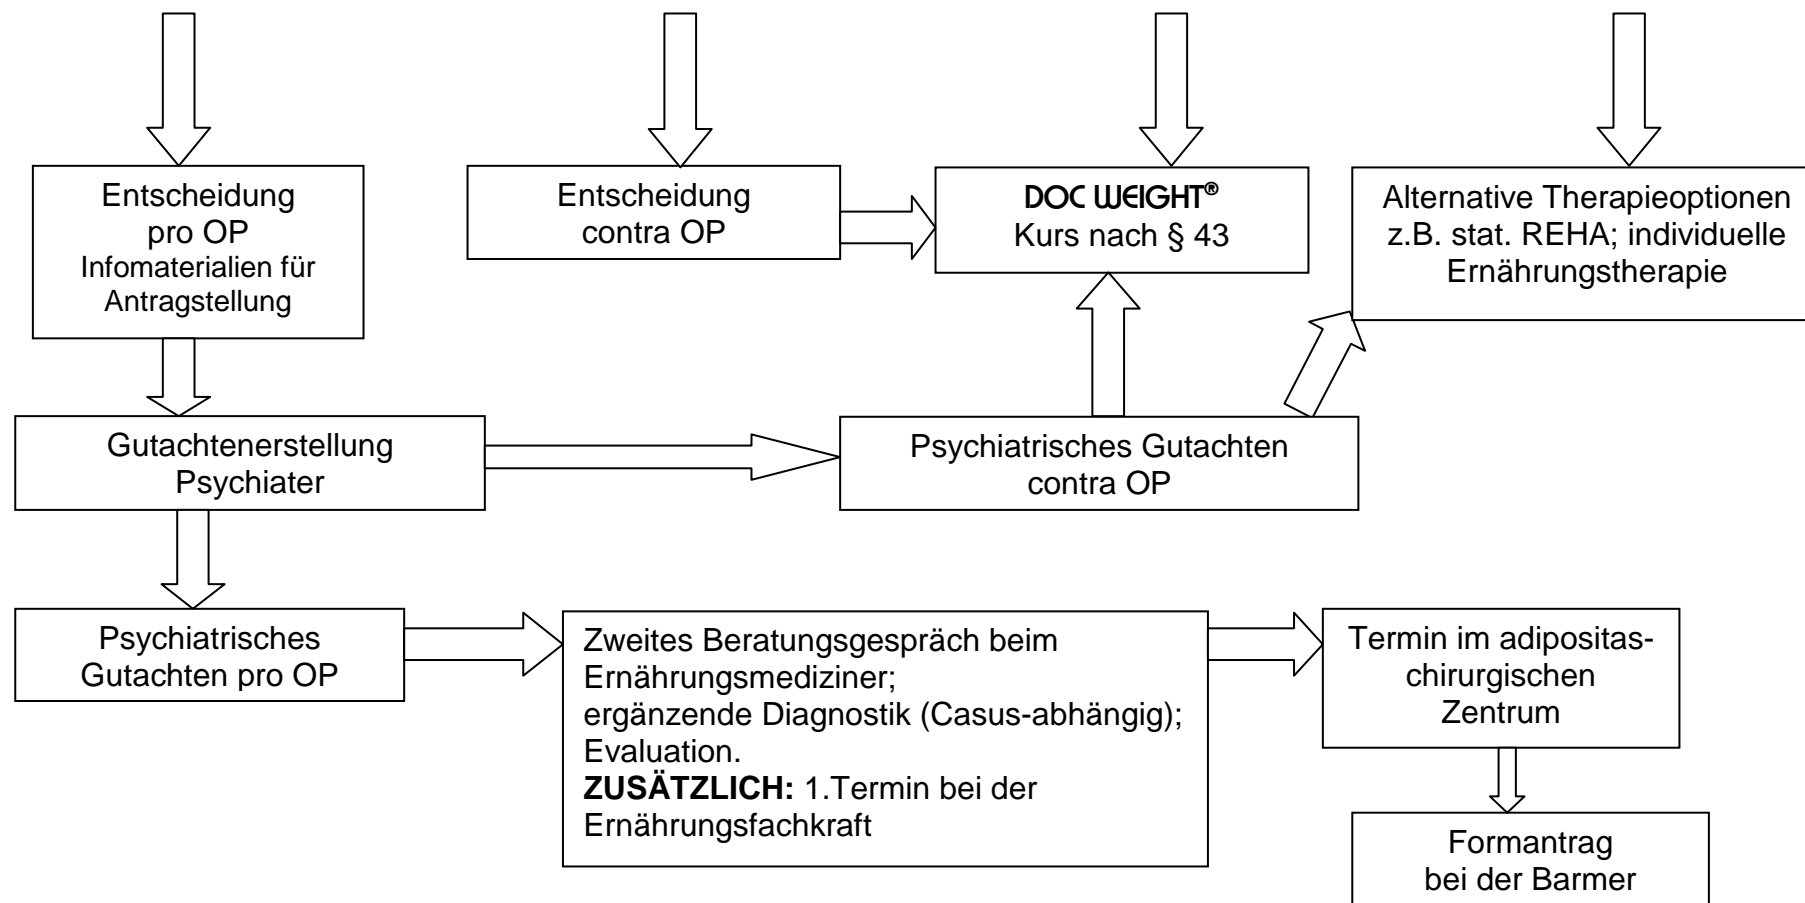 Entscheidung
pro OP
Infomaterialien für
Antragstellung
Entscheidung
contra OP
DOC WEIGHT®
Kurs nach § 43
Alternative Therapieoptionen
z.B. stat. REHA; individuelle
Ernährungstherapie
Gutachtenerstellung
Psychiater
Psychiatrisches Gutachten
contra OP
Psychiatrisches
Gutachten pro OP
Zweites Beratungsgespräch beim
Ernährungsmediziner;
ergänzende Diagnostik (Casus-abhängig);
Evaluation.
ZUSÄTZLICH: 1.Termin bei der
Ernährungsfachkraft
Termin im adipositas-
chirurgischen
Zentrum
Formantrag
bei der Barmer